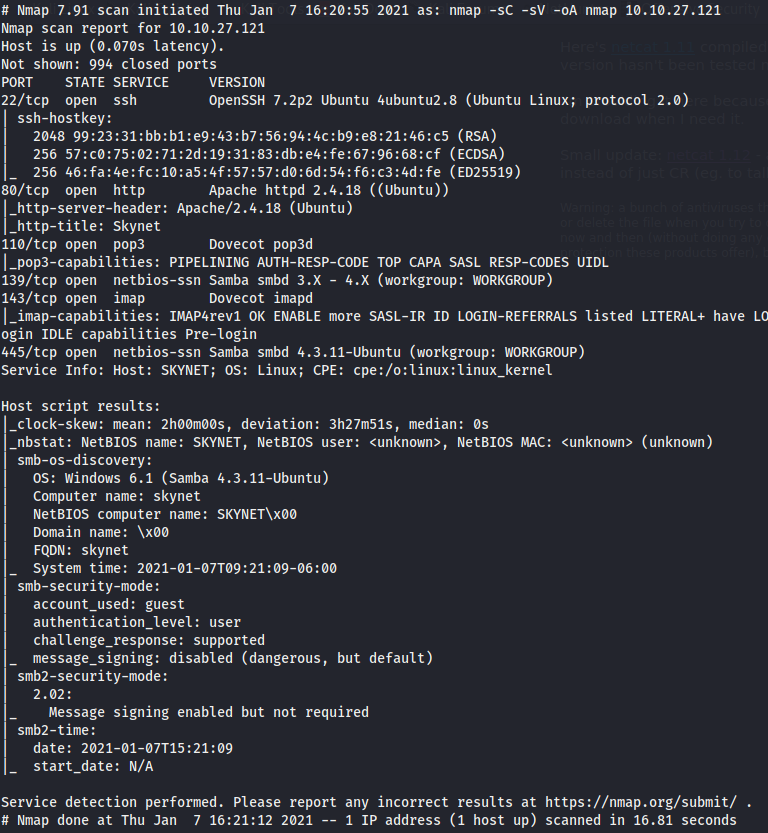 # Nmap 7.91 scan initiated Thu Jan  7 16:20:55 2021 as: nmap -sC -sV -oA nmap 10.10.27.121
Nmap scan report for 10.10.27.121
Host is up (0.070s latency).
Not shown: 994 closed ports
PORT    STATE SERVICE     VERSION
22/tcp  open  ssh         OpenSSH 7.2p2 Ubuntu 4ubuntu2.8 (Ubuntu Linux; protocol 2.0)
| ssh-hostkey:
|   2048 99:23:31:bb:b1:e9:43:b7:56:94:4c:b9:e8:21:46:c5 (RSA)
|   256 57:c0:75:02:71:2d:19:31:83:db:e4:fe:67:96:68:cf (ECDSA)
|_  256 46:fa:4e:fc:10:a5:4f:57:57:d0:6d:54:f6:c3:4d:fe (ED25519)
80/tcp  open  http        Apache httpd 2.4.18 ((Ubuntu))
|_http-server-header: Apache/2.4.18 (Ubuntu)
|_http-title: Skynet
110/tcp open  pop3        Dovecot pop3d
|_pop3-capabilities: PIPELINING AUTH-RESP-CODE TOP CAPA SASL RESP-CODES UIDL
139/tcp open  netbios-ssn Samba smbd 3.X - 4.X (workgroup: WORKGROUP)
143/tcp open  imap        Dovecot imapd
|_imap-capabilities: IMAP4rev1 OK ENABLE more SASL-IR ID LOGIN-REFERRALS listed LITERAL+ have LO
ogin IDLE capabilities Pre-login
445/tcp open  netbios-ssn Samba smbd 4.3.11-Ubuntu (workgroup: WORKGROUP)
Service Info: Host: SKYNET; OS: Linux; CPE: cpe:/o:linux:linux_kernel
Host script results:
|_clock-skew: mean: 2h00m00s, deviation: 3h27m51s, median: 0s
|_nbstat: NetBIOS name: SKYNET, NetBIOS user: <unknown>, NetBIOS MAC: <unknown> (unknown)
| smb-os-discovery:
|   OS: Windows 6.1 (Samba 4.3.11-Ubuntu)
|   Computer name: skynet
|   NetBIOS computer name: SKYNET\x00
|   Domain name: \x00
|   FQDN: skynet
|_  System time: 2021-01-07T09:21:09-06:00
| smb-security-mode:
|   account_used: guest
|   authentication_level: user
|   challenge_response: supported
|_  message_signing: disabled (dangerous, but default)
| smb2-security-mode:
|   2.02:
|_    Message signing enabled but not required
| smb2-time:
|   date: 2021-01-07T15:21:09
|_  start_date: N/A
Service detection performed. Please report any incorrect results at https://nmap.org/submit/ .
# Nmap done at Thu Jan  7 16:21:12 2021 -- 1 IP address (1 host up) scanned in 16.81 seconds